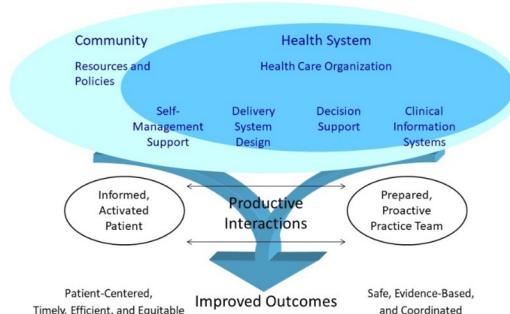 Community
Health System
Resources and
Policies
Health Care Organization
Self-
Management
Support
Delivery
System
Design
Decision
Support
Clinical
Information
Systems
Informed,
Activated
Patient
Productive
Interactions
Prepared,
Proactive
Practice Team
Patient-Centered,
Timely, Efficient, and Equitable
Improved Outcomes
Safe, Evidence-Based,
and Coordinated